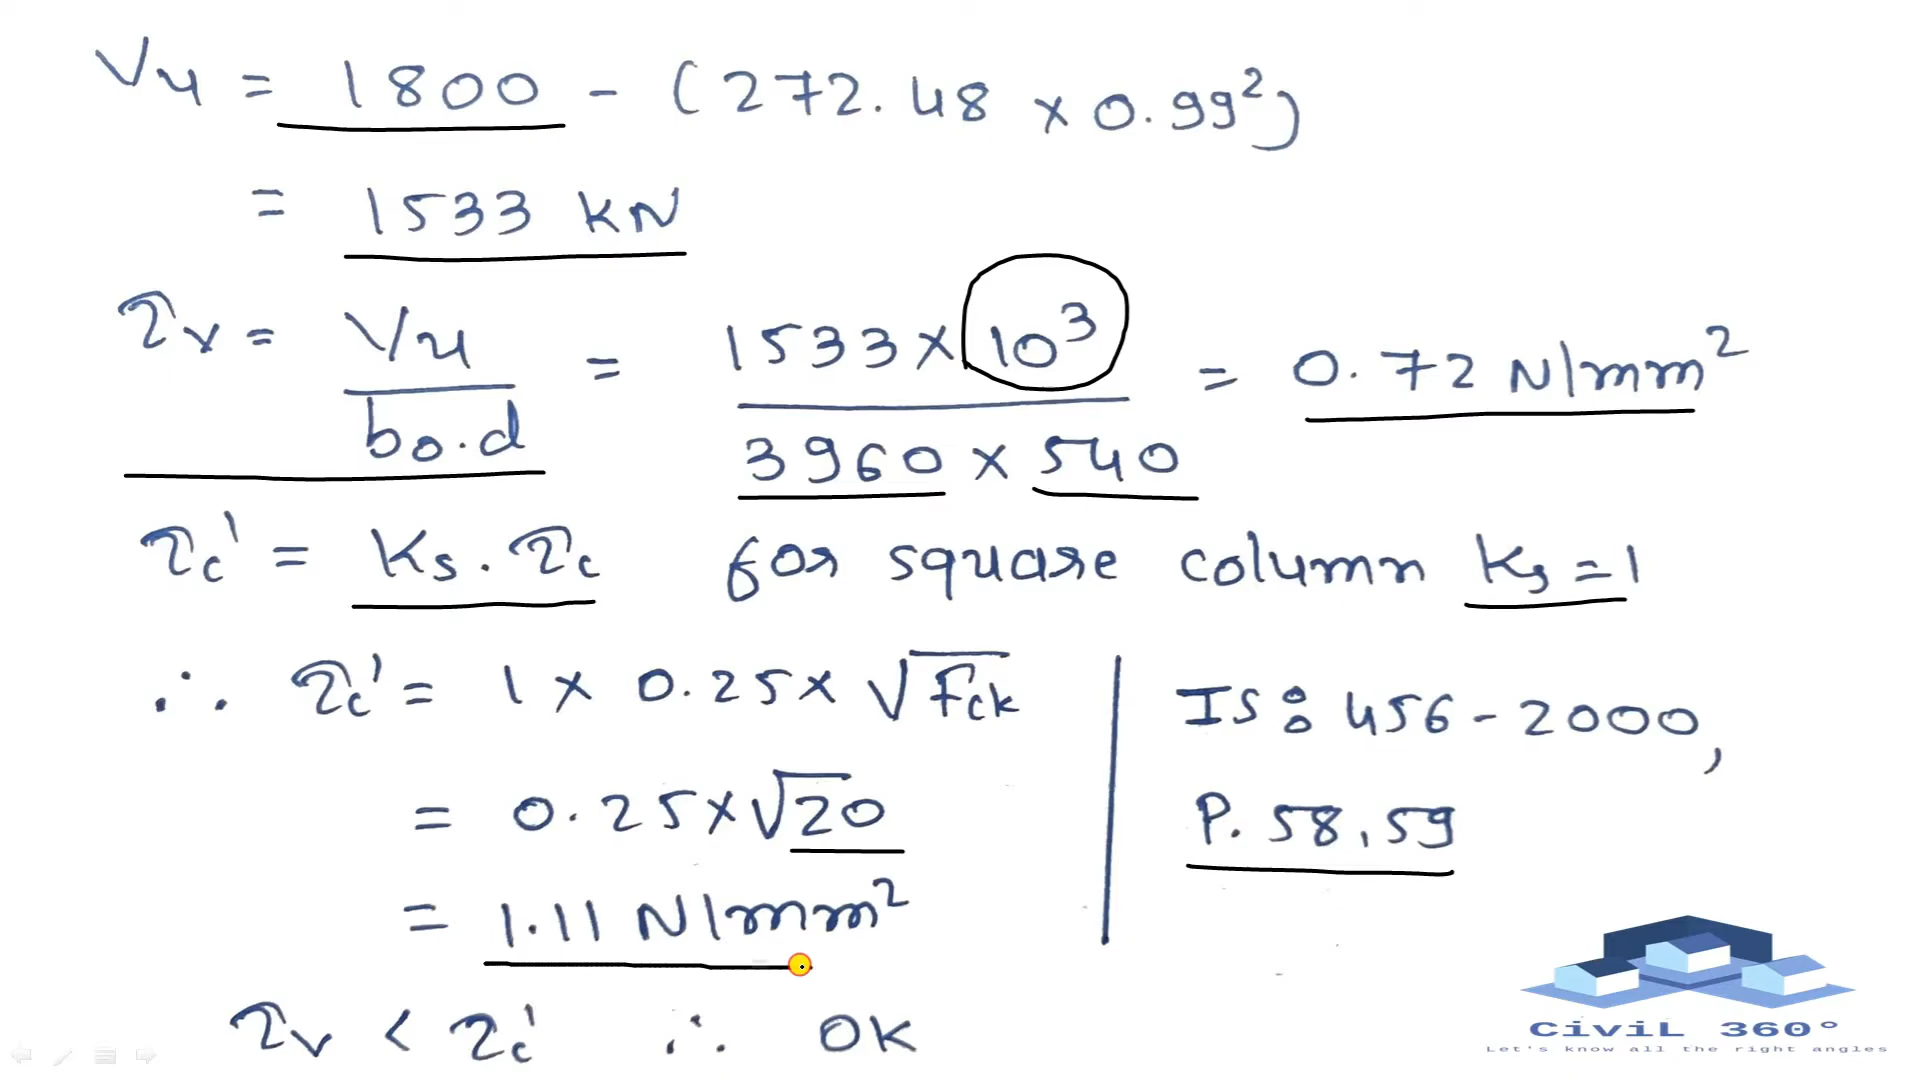 Vu = 1800 - (272.48 × 0.99²)
= 1533 KN
τv = Vu / bo.d = 1533 × 10³ / 3960 × 540 = 0.72 N/mm²
τc' = Ks . τc for square column Ks = 1
∴ τc' = 1 × 0.25 × √Fck
= 0.25 × √20
= 1.11 N/mm²
τv < τc' ∴ OK
IS: 456-2000,
P. 58, 59
CiviL 360°
Let's know all the right angles